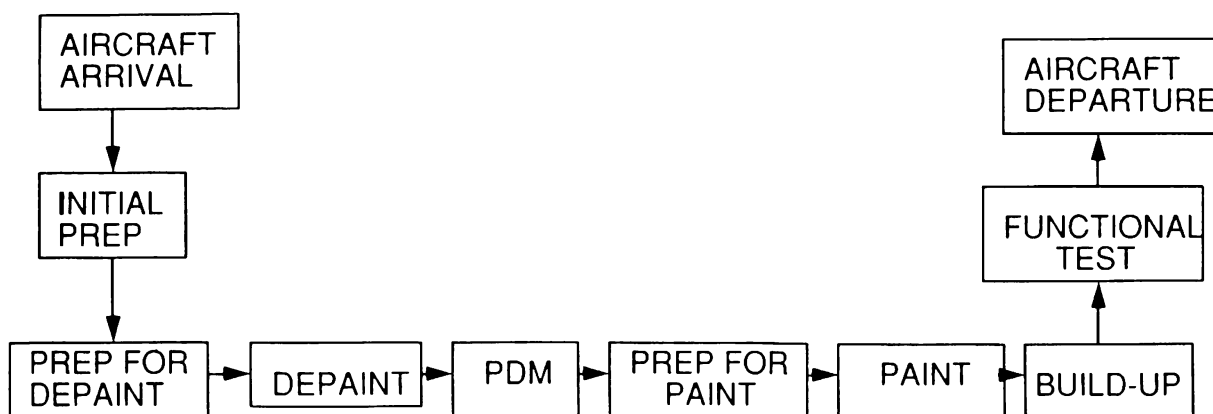 AIRCRAFT
ARRIVAL
INITIAL
PREP
PREP FOR
DEPAINT
DEPAINT
PDM
PREP FOR
PAINT
PAINT
BUILD-UP
FUNCTIONAL
TEST
AIRCRAFT
DEPARTURE